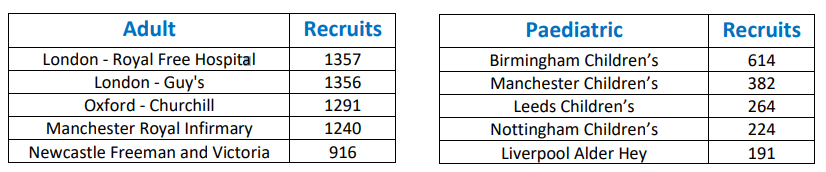 Adult Recruits
London - Royal Free Hospital 1357
London - Guy's 1356
Oxford - Churchill 1291
Manchester Royal Infirmary 1240
Newcastle Freeman and Victoria 916
Paediatric Recruits
Birmingham Children’s 614
Manchester Children’s 382
Leeds Children’s 264
Nottingham Children’s 224
Liverpool Alder Hey 191